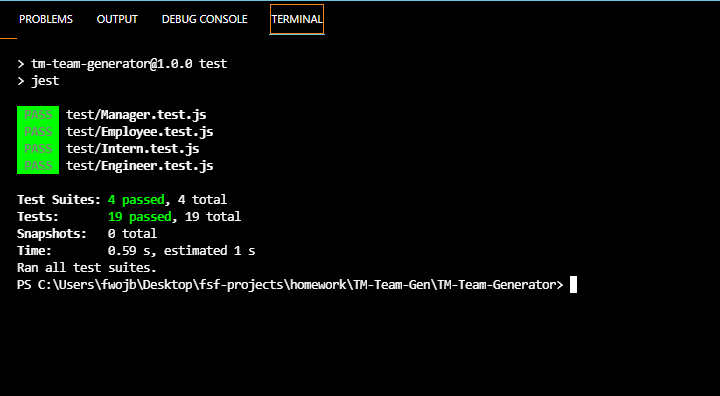 PROBLEMS OUTPUT DEBUG CONSOLE TERMINAL
> tm-team-generator@1.0.0 test
> jest
PASS test/Manager.test.js
PASS test/Employee.test.js
PASS test/Intern.test.js
PASS test/Engineer.test.js
Test Suites: 4 passed, 4 total
Tests: 19 passed, 19 total
Snapshots: 0 total
Time: 0.59 s, estimated 1 s
Ran all test suites.
PS C:\Users\fwojb\Desktop\fsf-projects\homework\TM-Team-Gen\TM-Team-Generator>